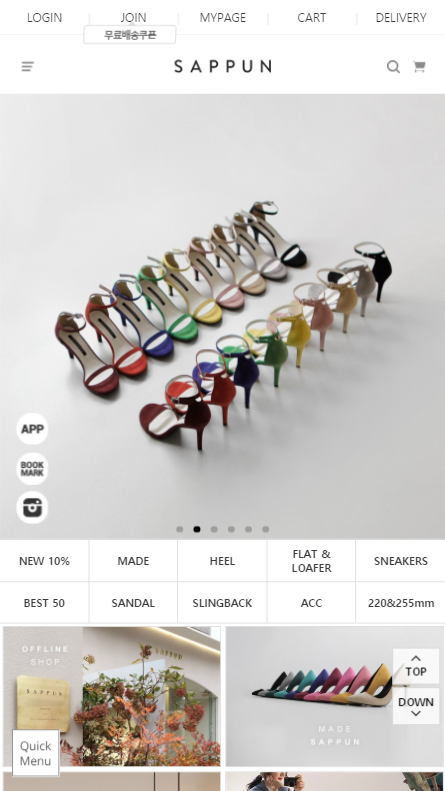 LOGIN
JOIN
MYPAGE
CART
DELIVERY
무료배송쿠폰
SAPPUN
APP
BOOK
MARK
NEW 10%
MADE
HEEL
FLAT &
LOAFER
SNEAKERS
BEST 50
SANDAL
SLINGBACK
ACC
220&255mm
OFFLINE
SHOP
SAPPUN
SAPPUN
MADE
SAPPUN
TOP
DOWN
Quick
Menu